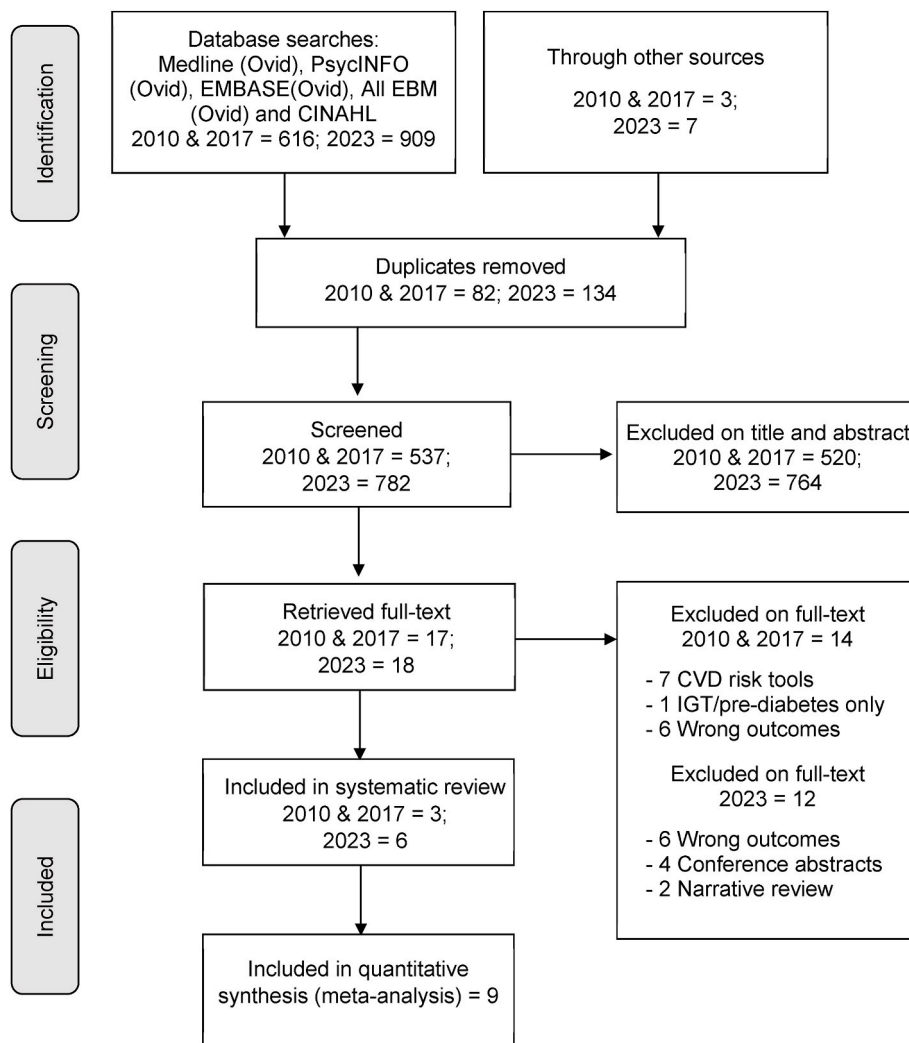 Identification
Database searches:
Medline (Ovid), PsycINFO
(Ovid), EMBASE(Ovid), All EBM
(Ovid) and CINAHL
2010 & 2017 = 616; 2023 = 909
Through other sources
2010 & 2017 = 3;
2023 = 7
Screening
Duplicates removed
2010 & 2017 = 82; 2023 = 134
Screened
2010 & 2017 = 537;
2023 = 782
Excluded on title and abstract
2010 & 2017 = 520;
2023 = 764
Eligibility
Retrieved full-text
2010 & 2017 = 17;
2023 = 18
Excluded on full-text
2010 & 2017 = 14
- 7 CVD risk tools
- 1 IGT/pre-diabetes only
- 6 Wrong outcomes
Excluded on full-text
2023 = 12
- 6 Wrong outcomes
- 4 Conference abstracts
- 2 Narrative review
Included
Included in systematic review
2010 & 2017 = 3;
2023 = 6
Included in quantitative
synthesis (meta-analysis) = 9